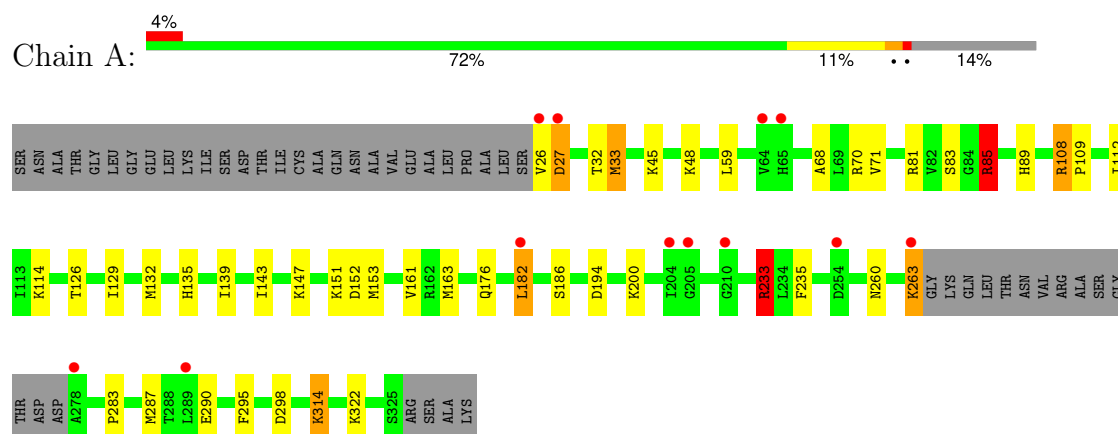 4%
Chain A:
72% 11% • • 14%
SER ASN ALA THR GLY LEU GLY GLU LEU LYS ILE SER ASP THR ILE CYS ALA GLN ASN ALA VAL GLU ALA LEU PRO ALA LEU SER V26 D27 T32 M33 K45 K48 L59 V64 H65 A68 L69 R70 V71 R81 V82 S83 G84 R85 H89 R108 P109 I112
I113 K114 T126 I129 M132 H135 I139 I143 K147 K151 D152 M153 V161 R162 M163 Q176 L182 S186 D194 K200 I204 G205 G210 R233 L234 F235 D254 N260 K263 GLY LYS GLN LEU THR ASN VAL ARG ALA SER GLY
THR ASP ASP A278 P283 M287 T288 L289 E290 F295 D298 K314 K322 S325 ARG SER ALA LYS